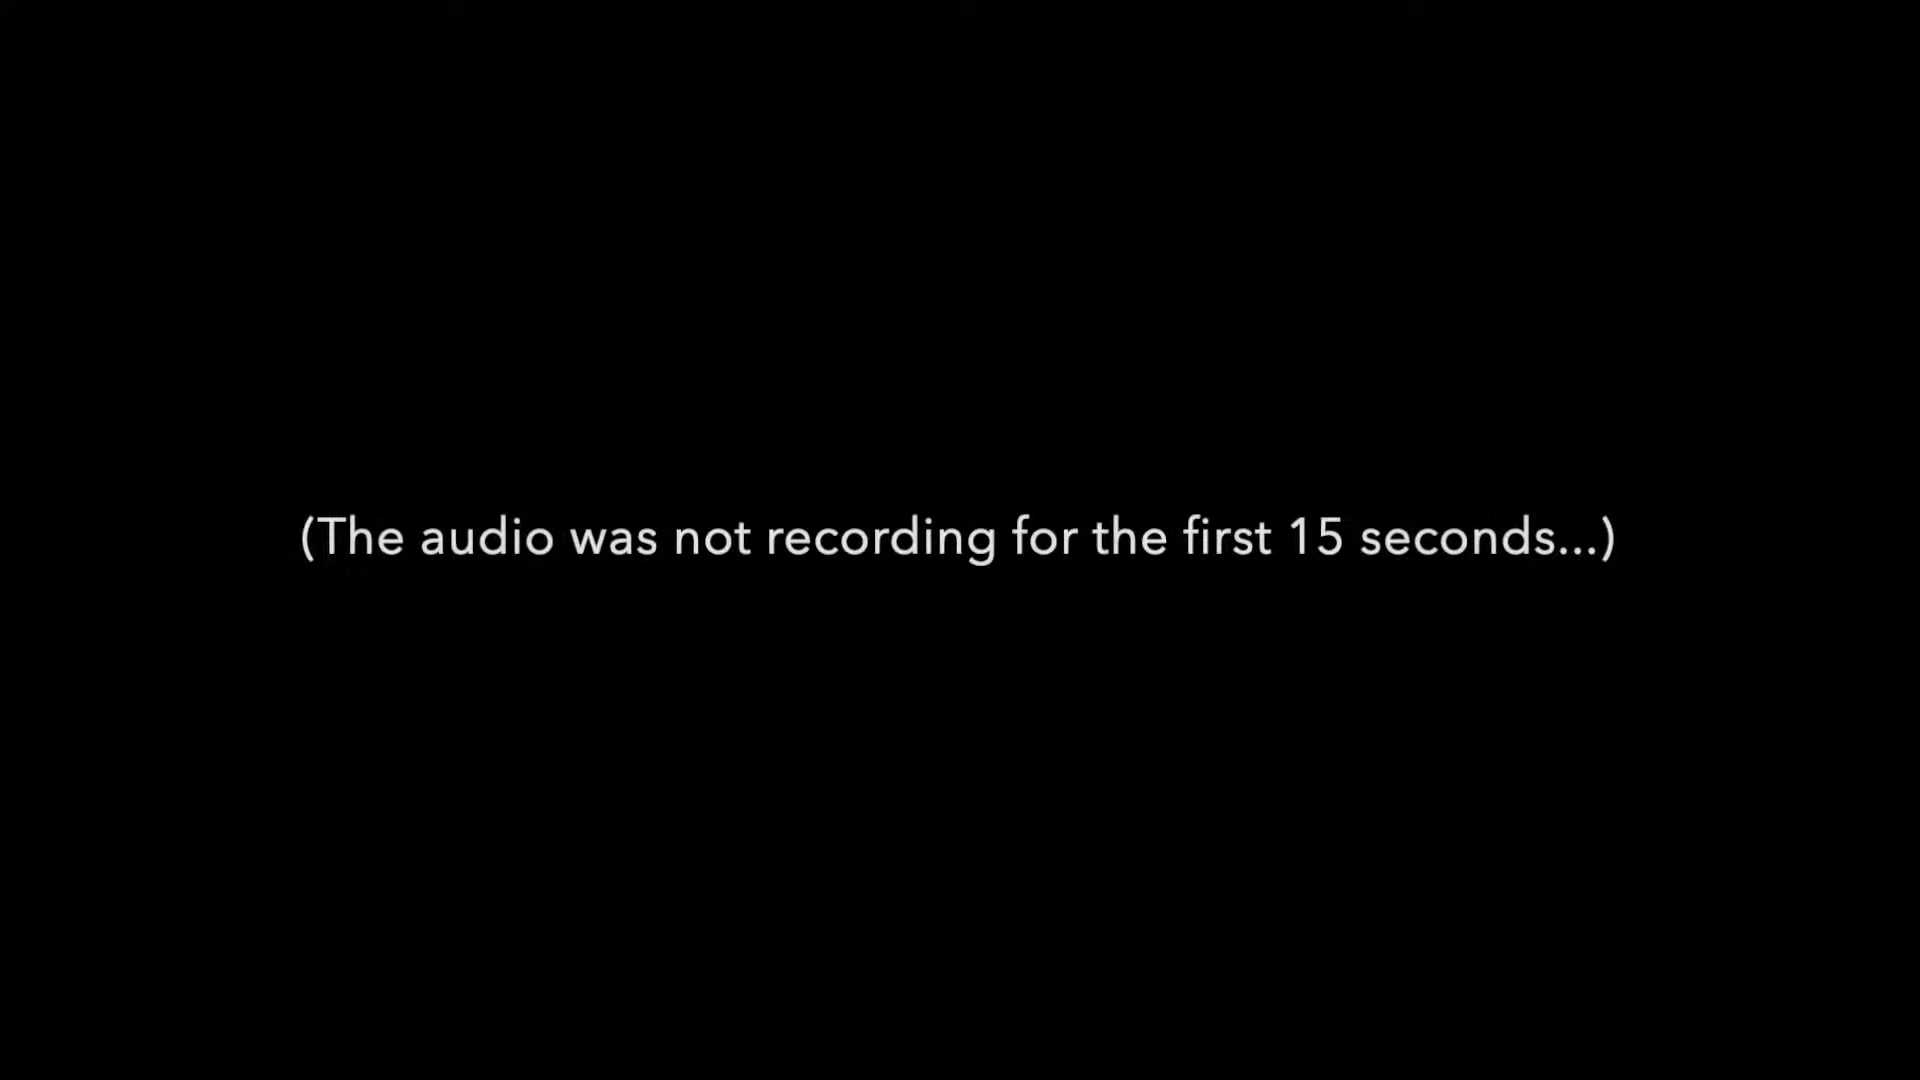 (The audio was not recording for the first 15 seconds...)